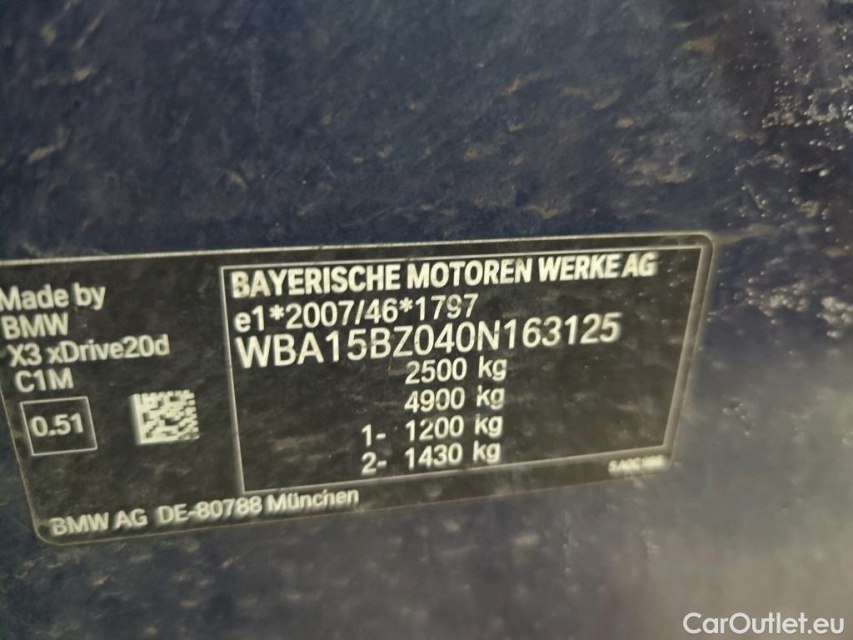 Made by
BMW
X3 xDrive20d
C1M
0.51
BAYERISCHE MOTOREN WERKE AG
e1*2007/46*1797
WBA15BZ040N163125
2500 kg
4900 kg
1- 1200 kg
2- 1430 kg
BMW AG DE-80788 München
CarOutlet.eu